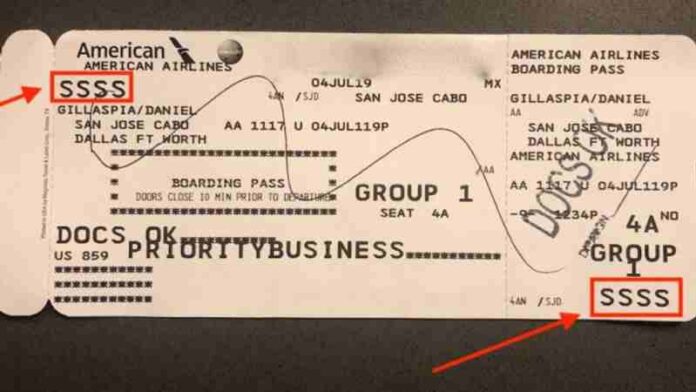 American
AMERICAN AIRLINES
SSSS
04JUL19 MX
4AN /SJD SAN JOSE CABO
GILLASPIA/DANIEL
SAN JOSE CABO AA 1117 U 04JUL119P
DALLAS FT WORTH
/AA
BOARDING PASS
DOORS CLOSE 10 MIN PRIOR TO DEPARTURE
GROUP 1
SEAT 4A
DOCS OK
PRIORITYBUSINESS
US 859
AMERICAN AIRLINES
BOARDING PASS
GILLASPIA/DANIEL
AA ADV
SAN JOSE CABO
DALLAS FT WORTH
AMERICAN AIRLINES
AA 1117 U 04JUL119P
DOCS OK
1234P 4A NO
GROUP
1
4AN /SJD
SSSS